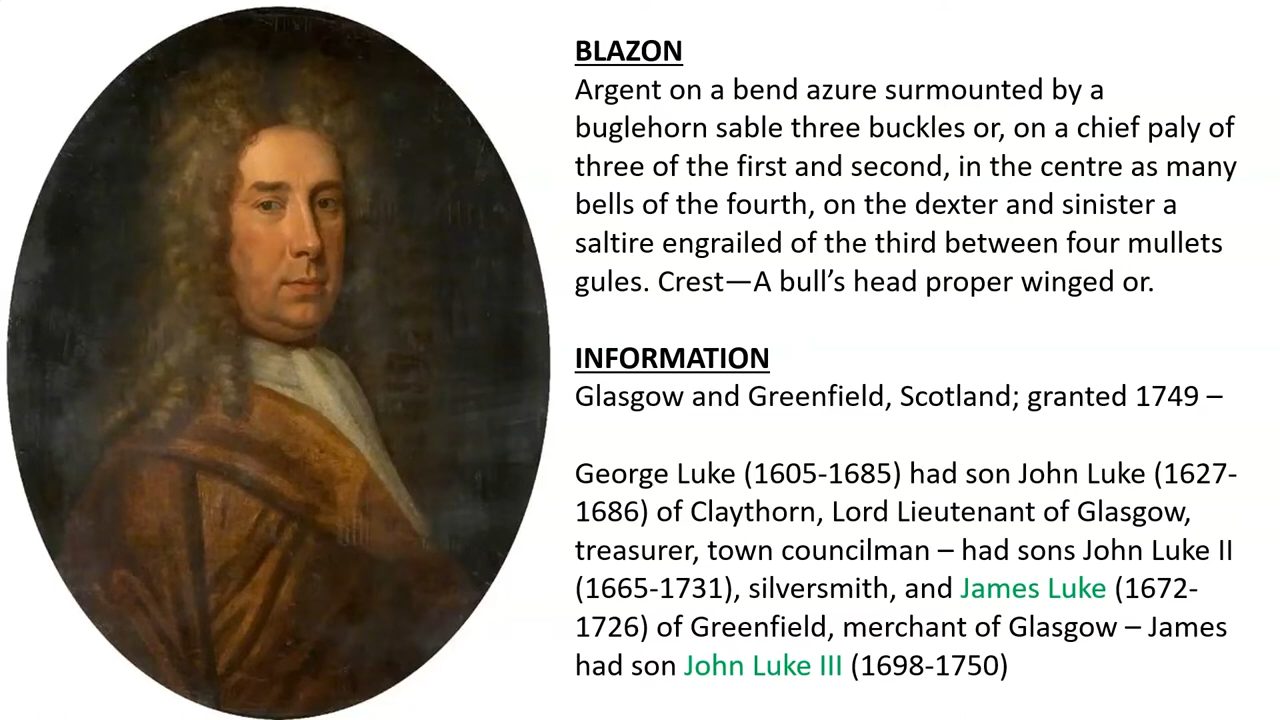 BLAZON
Argent on a bend azure surmounted by a
buglehorn sable three buckles or, on a chief paly of
three of the first and second, in the centre as many
bells of the fourth, on the dexter and sinister a
saltire engrailed of the third between four mullets
gules. Crest—A bull’s head proper winged or.
INFORMATION
Glasgow and Greenfield, Scotland; granted 1749 –
George Luke (1605-1685) had son John Luke (1627-
1686) of Claythorn, Lord Lieutenant of Glasgow,
treasurer, town councilman – had sons John Luke II
(1665-1731), silversmith, and James Luke (1672-
1726) of Greenfield, merchant of Glasgow – James
had son John Luke III (1698-1750)